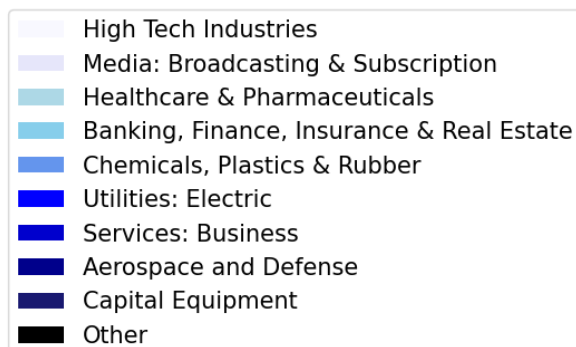 High Tech Industries
Media: Broadcasting & Subscription
Healthcare & Pharmaceuticals
Banking, Finance, Insurance & Real Estate
Chemicals, Plastics & Rubber
Utilities: Electric
Services: Business
Aerospace and Defense
Capital Equipment
Other